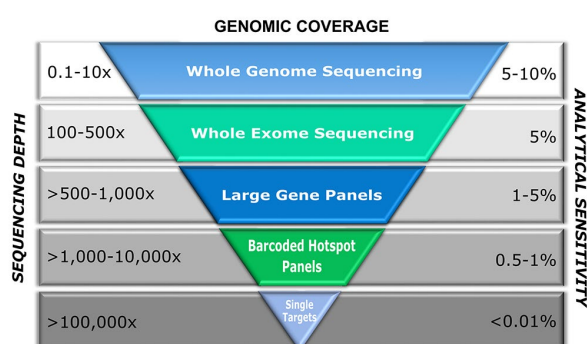 GENOMIC COVERAGE
SEQUENCING DEPTH
ANALYTICAL SENSITIVITY
0.1-10x Whole Genome Sequencing 5-10%
100-500x Whole Exome Sequencing 5%
>500-1,000x Large Gene Panels 1-5%
>1,000-10,000x Barcoded Hotspot Panels 0.5-1%
>100,000x Single Targets <0.01%